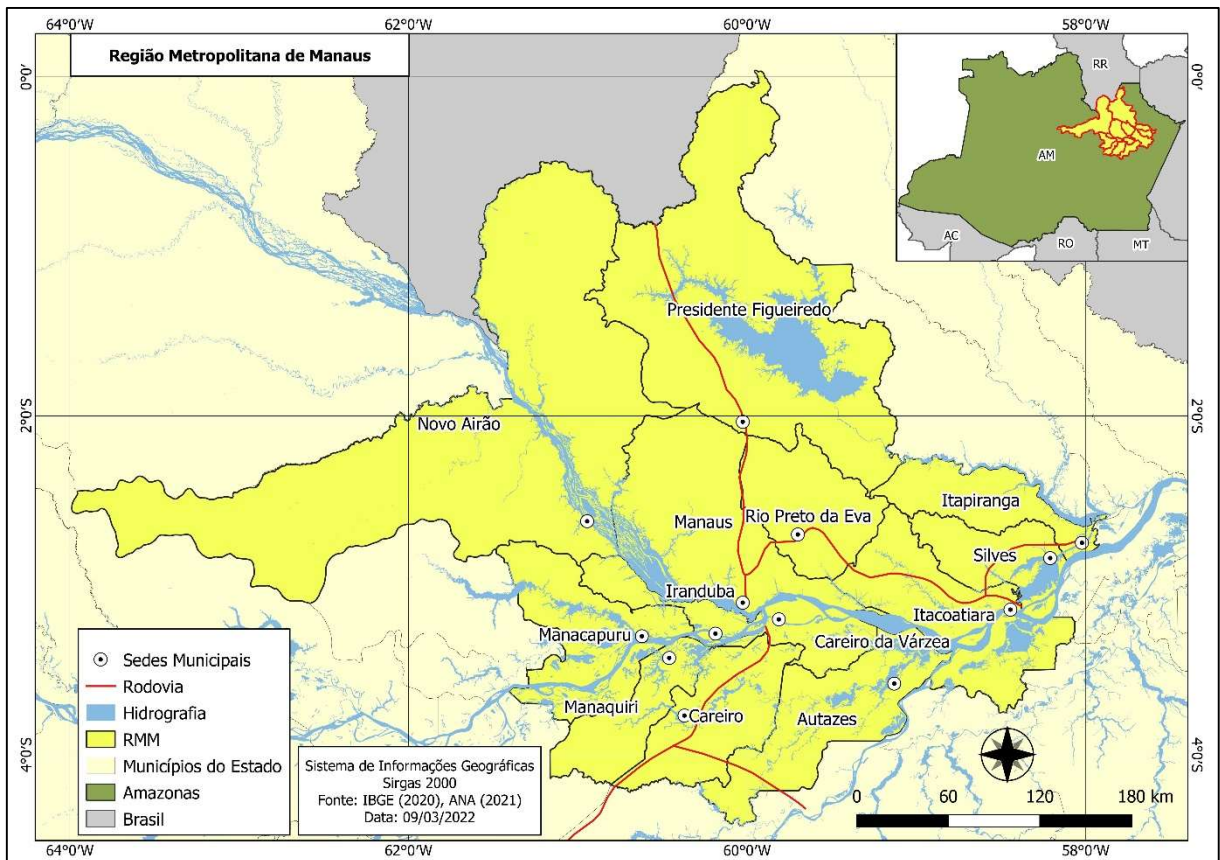 64°0'W
62°0'W
60°0'W
58°0'W
Região Metropolitana de Manaus
0°0'
0°0'
RR
AM
AC
RO
MT
Presidente Figueiredo
2°0'S
2°0'S
Novo Airão
Itapiranga
Manaus
Rio Preto da Eva
Silves
Iranduba
Itacoatiara
Manacapuru
Careiro da Várzea
Manaquiri
Careiro
Autazes
Sedes Municipais
Rodovia
Hidrografia
RMM
Municípios do Estado
Amazonas
Brasil
4°0'S
4°0'S
Sistema de Informações Geográficas
Sirgas 2000
Fonte: IBGE (2020), ANA (2021)
Data: 09/03/2022
0 60 120 180 km
64°0'W
62°0'W
60°0'W
58°0'W